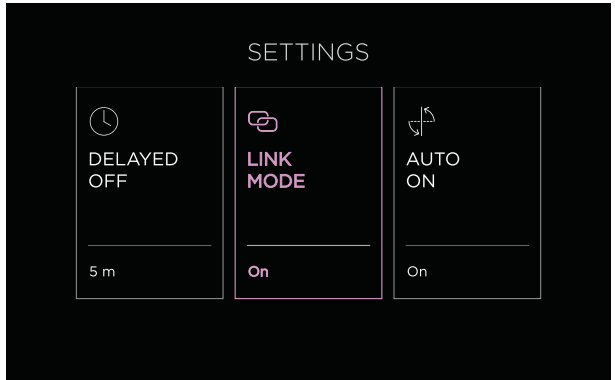 SETTINGS
DELAYED
OFF
5 m
LINK
MODE
On
AUTO
ON
On